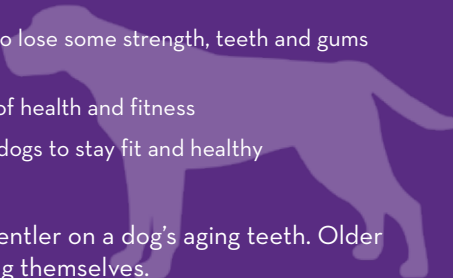 o lose some strength, teeth and gums
of health and fitness
dogs to stay fit and healthy
entler on a dog's aging teeth. Older
ng themselves.